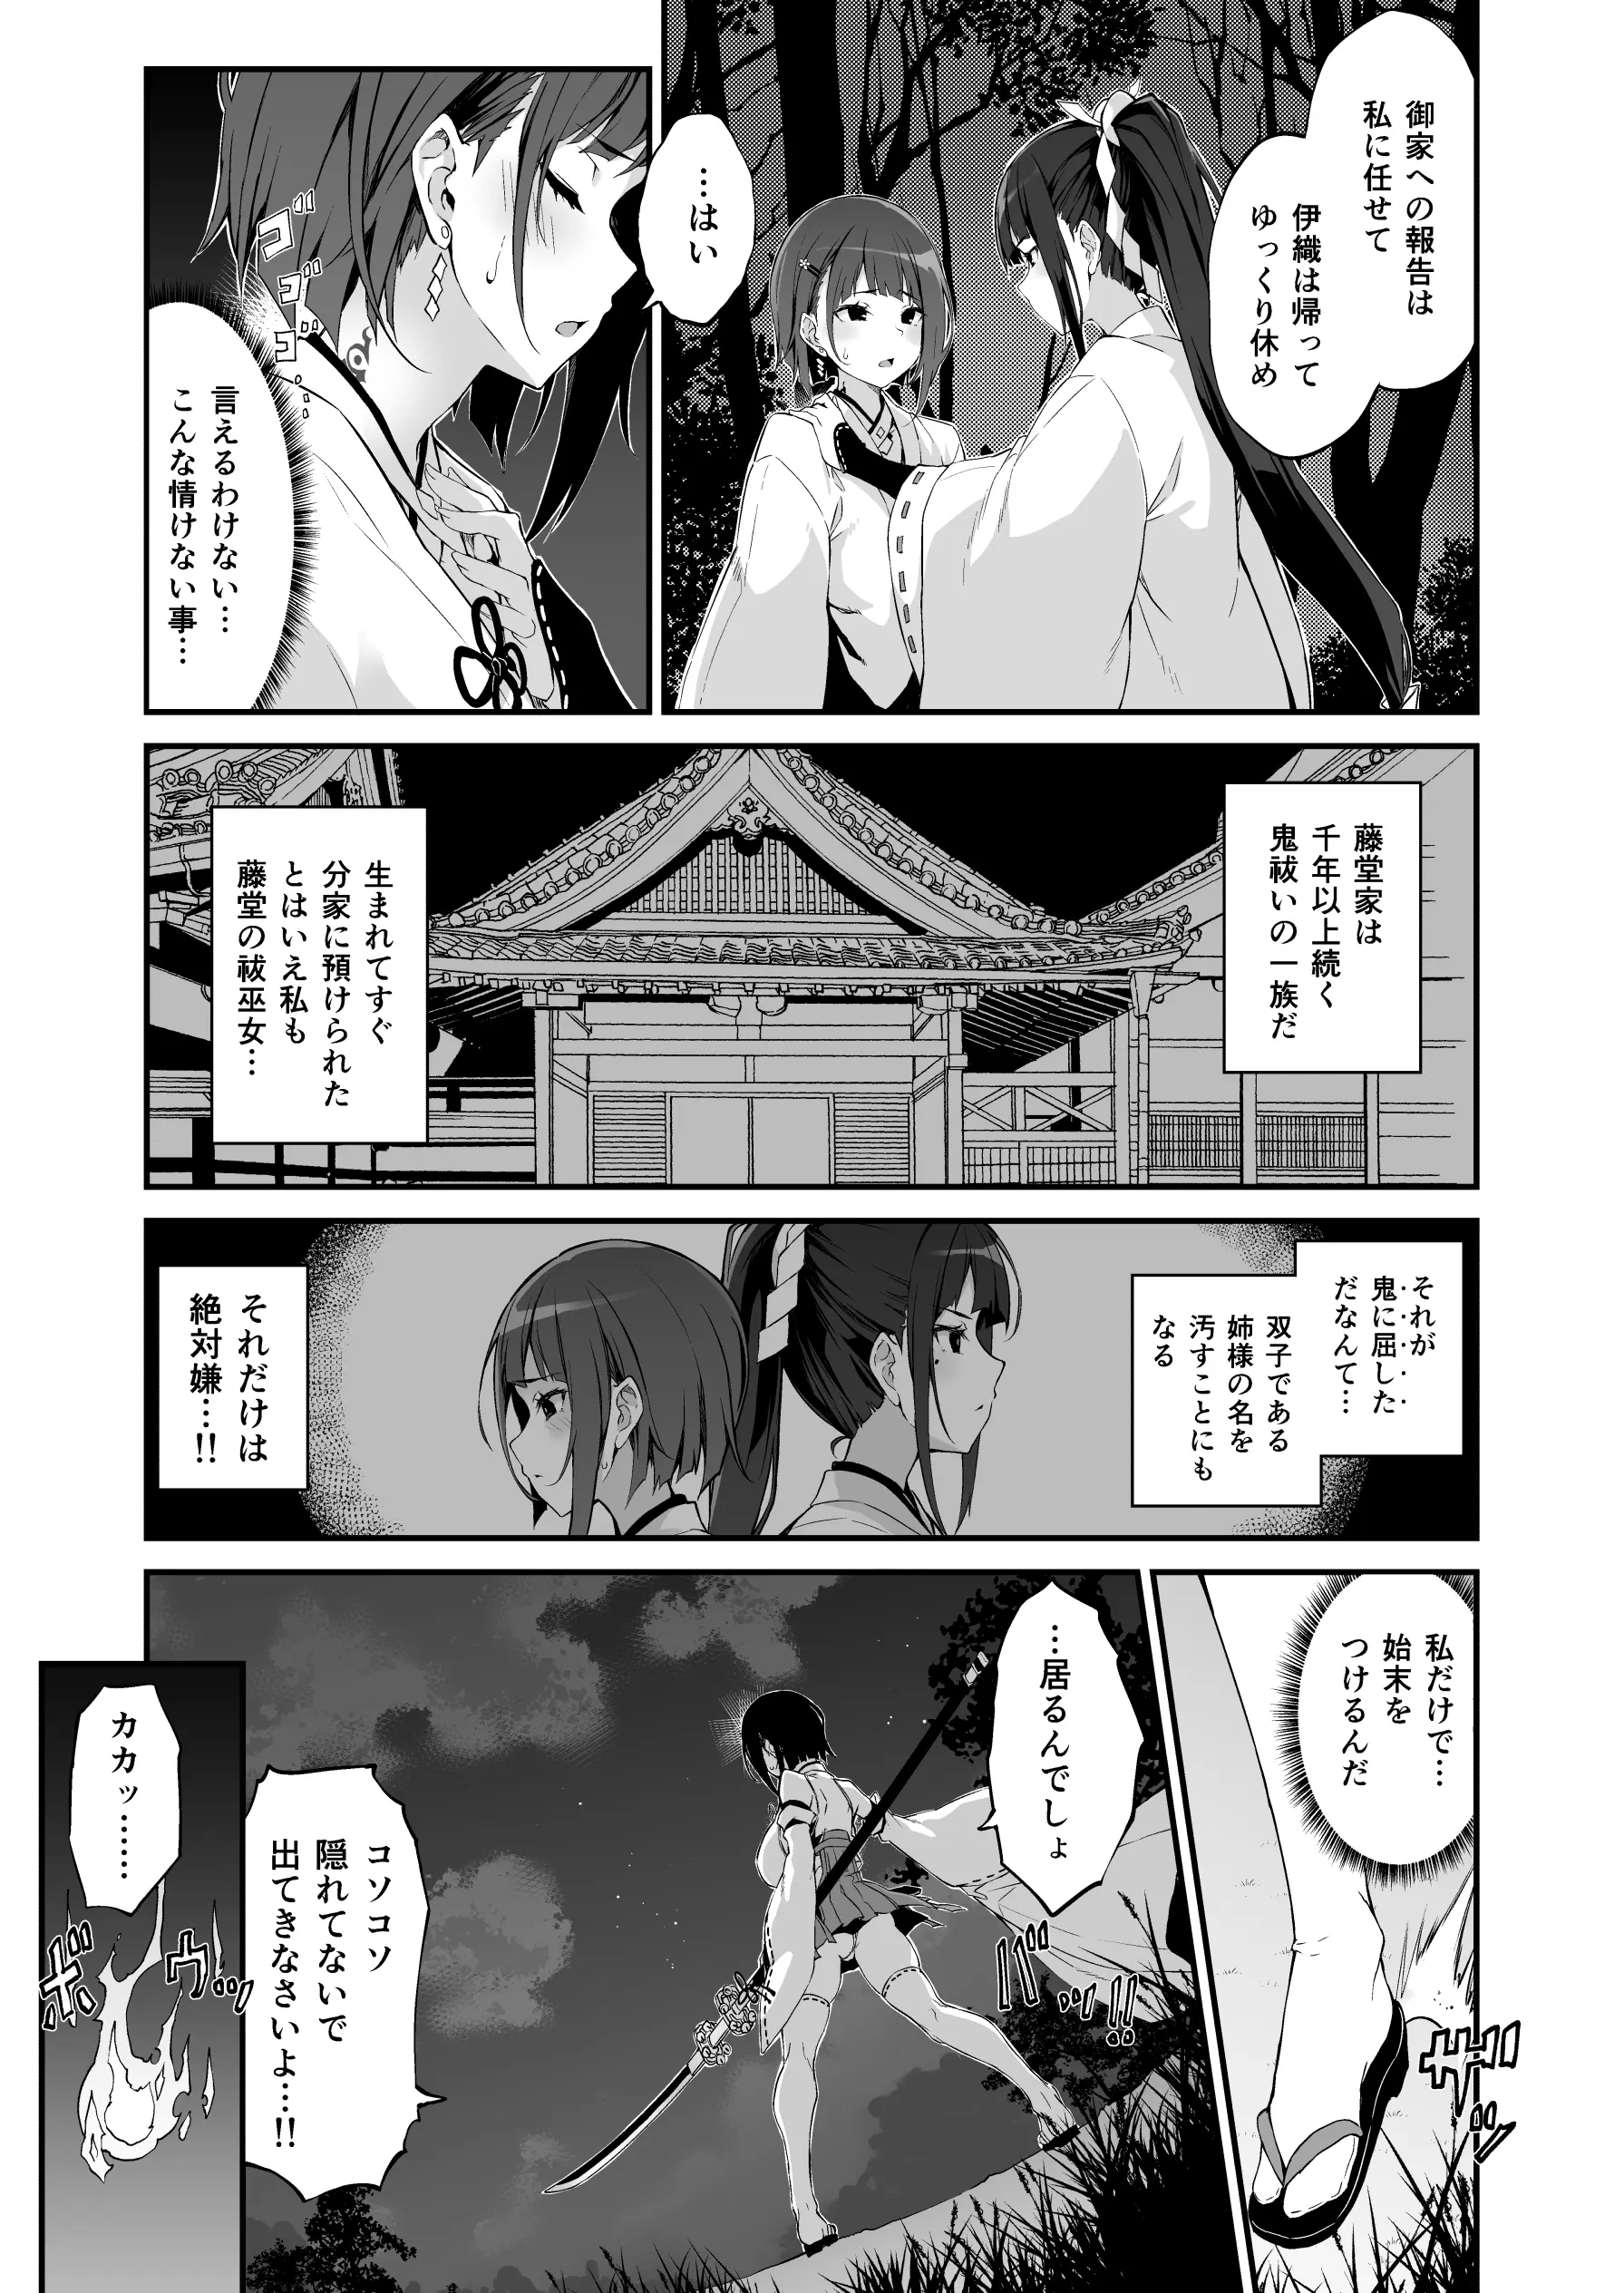 御家への報告は
私に任せて
伊織は帰って
ゆっくり休め
…はい
ゴゴゴ…
言えるわけない…
こんな情けない事…
藤堂家は
千年以上続く
鬼祓いの一族だ
生まれてすぐ
分家に預けられた
とはいえ私も
藤堂の祓巫女…
それが
鬼に屈した
だなんて…
双子である
姉様の名を
汚すことにも
なる
それだけは
絶対嫌…!!
私だけで…
始末を
つけるんだ
ザッ
…居るんでしょ
バッ!!
コソコソ
隠れてないで
出てきなさいよ…!!
カカッ……
ボウッ